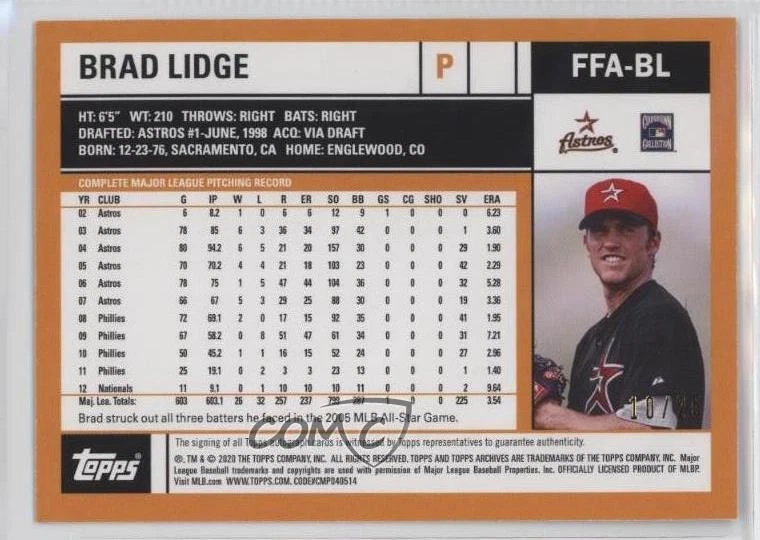 BRAD LIDGE P FFA-BL
HT: 6'5" WT: 210 THROWS: RIGHT BATS: RIGHT
DRAFTED: ASTROS #1-JUNE, 1998 ACQ: VIA DRAFT
BORN: 12-23-76, SACRAMENTO, CA HOME: ENGLEWOOD, CO
Astros
COOPERSTOWN
COLLECTION
COMPLETE MAJOR LEAGUE PITCHING RECORD
YR CLUB G IP W L R ER SO BB GS CG SHO SV ERA
02 Astros 6 8.2 1 0 6 6 12 9 1 0 0 0 6.23
03 Astros 78 85 6 3 36 34 97 42 0 0 0 1 3.60
04 Astros 80 94.2 6 5 21 20 157 30 0 0 0 29 1.90
05 Astros 70 70.2 4 4 21 18 103 23 0 0 0 42 2.29
06 Astros 78 75 1 5 47 44 104 36 0 0 0 32 5.28
07 Astros 66 67 5 3 29 25 88 30 0 0 0 19 3.36
08 Phillies 72 69.1 2 0 17 15 92 35 0 0 0 41 1.95
09 Phillies 67 58.2 0 8 51 47 61 34 0 0 0 31 7.21
10 Phillies 50 45.2 1 1 16 15 52 24 0 0 0 27 2.96
11 Phillies 25 19.1 0 2 3 3 23 13 0 0 0 1 1.40
12 Nationals 11 9.1 0 1 10 10 10 11 0 0 0 2 9.64
Maj. Lea. Totals: 603 603.1 26 32 257 237 799 287 1 0 0 225 3.54
Brad struck out all three batters he faced in the 2005 MLB All-Star Game.
10/25
COMC
Topps
The signing of all Topps autograph cards is witnessed by Topps representatives to guarantee authenticity.
®, TM & © 2020 THE TOPPS COMPANY, INC. ALL RIGHTS RESERVED. TOPPS AND TOPPS ARCHIVES ARE TRADEMARKS OF THE TOPPS COMPANY, INC. Major
League Baseball trademarks and copyrights are used with permission of Major League Baseball Properties, Inc. OFFICIALLY LICENSED PRODUCT OF MLBP.
Visit MLB.com WWW.TOPPS.COM. CODE#CMP040514